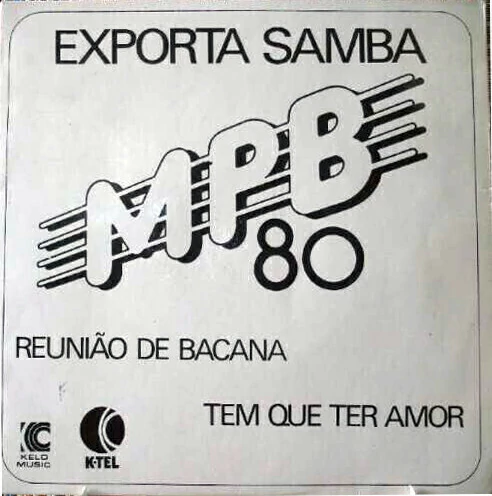 EXPORTA SAMBA
MPB
80
REUNIÃO DE BACANA
TEM QUE TER AMOR
KELO
MUSIC
K-TEL